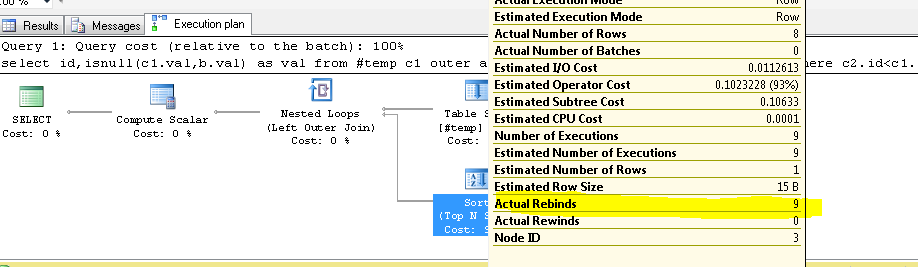 00 %
Results Messages Execution plan
Query 1: Query cost (relative to the batch): 100%
select id,isnull(c1.val,b.val) as val from #temp c1 outer a
here c2.id<c1.
SELECT
Cost: 0 %
Compute Scalar
Cost: 0 %
Nested Loops
(Left Outer Join)
Cost: 0 %
Table S
[#temp]
Cost:
Sort
(Top N S
Cost:
Actual Execution Mode Row
Estimated Execution Mode Row
Actual Number of Rows 8
Actual Number of Batches 0
Estimated I/O Cost 0.0112613
Estimated Operator Cost 0.1023228 (93%)
Estimated Subtree Cost 0.10633
Estimated CPU Cost 0.0001
Number of Executions 9
Estimated Number of Executions 9
Estimated Number of Rows 1
Estimated Row Size 15 B
Actual Rebinds 9
Actual Rewinds 0
Node ID 3